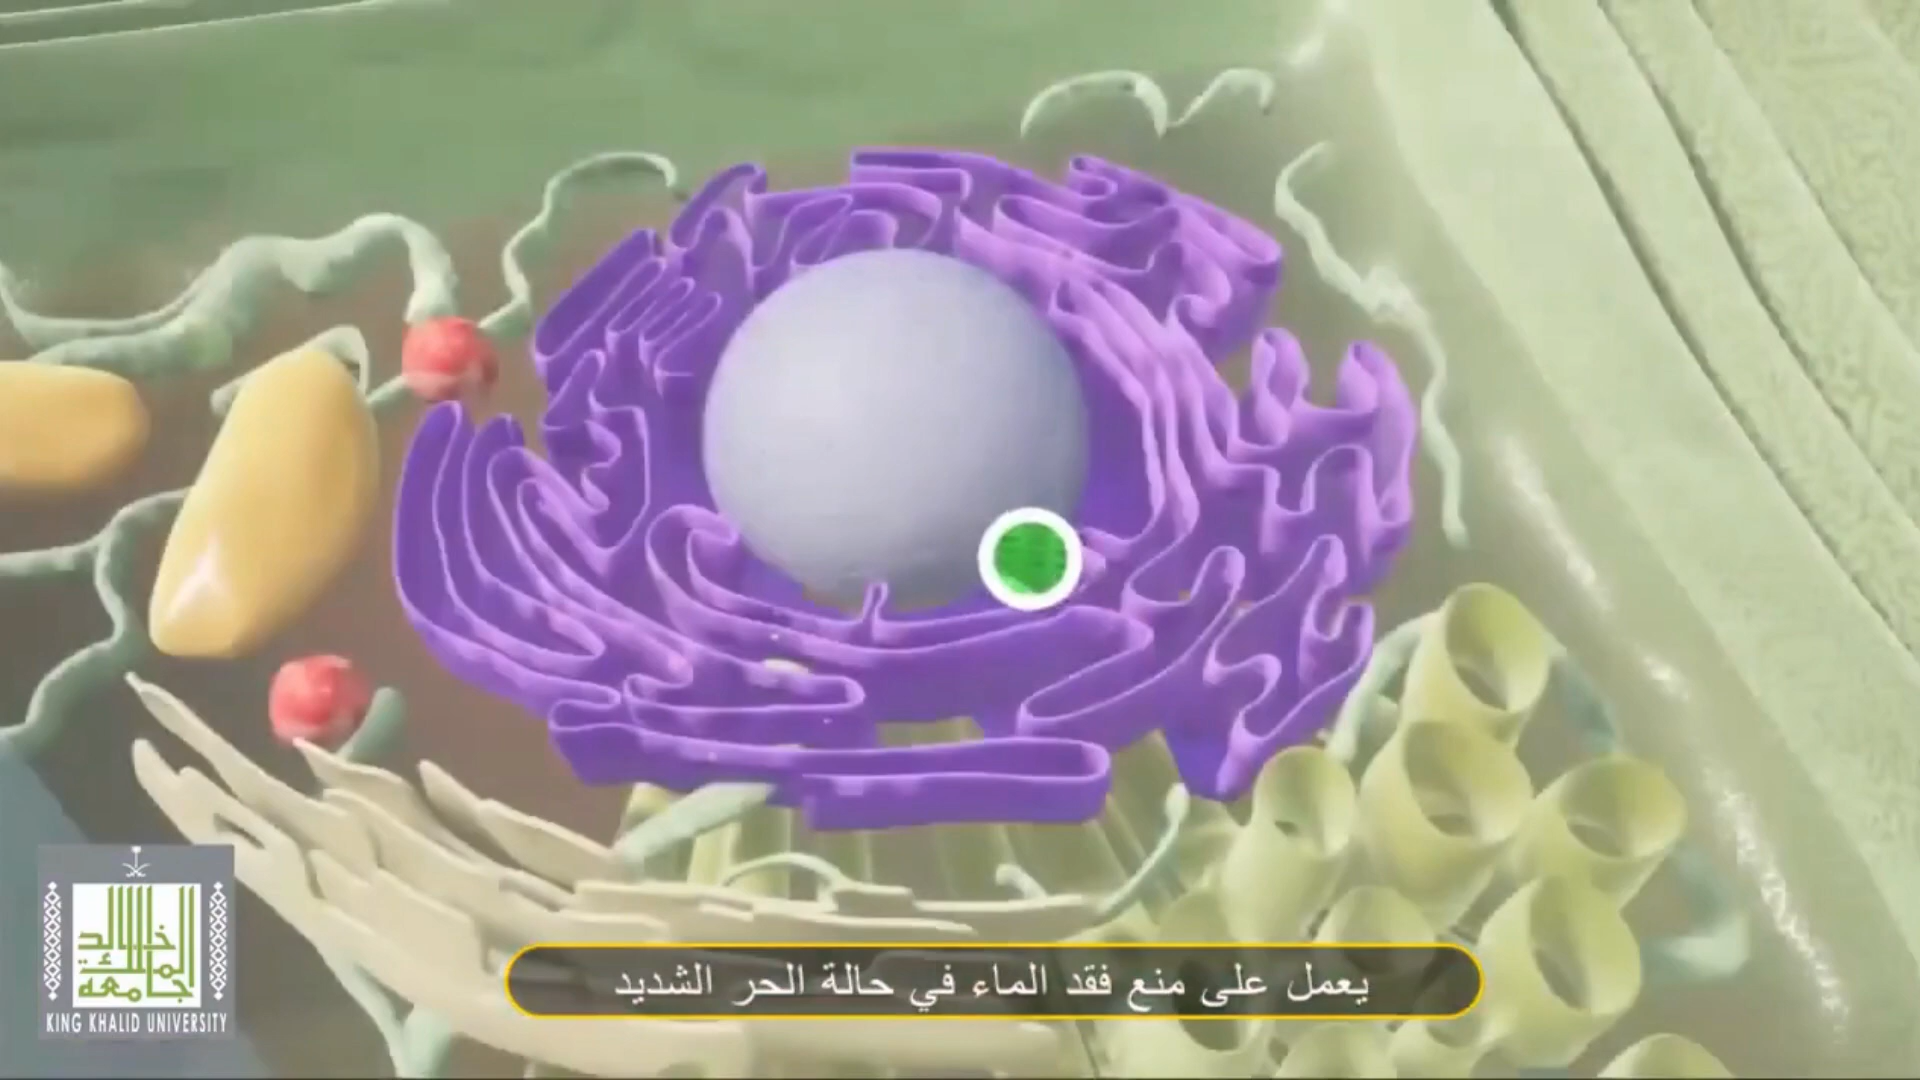 يعمل على منع فقد الماء في حالة الحر الشديد
جامعة الملك خالد
KING KHALID UNIVERSITY